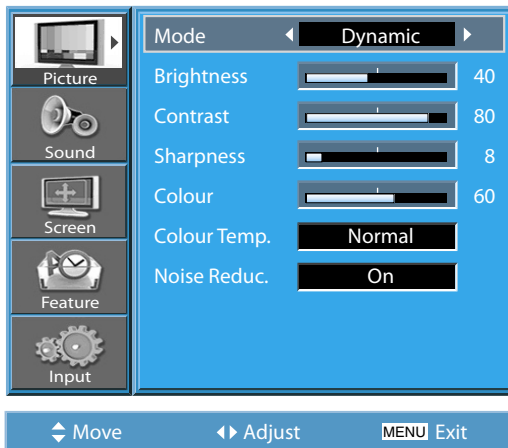 Picture
Sound
Screen
Feature
Input
Mode Dynamic
Brightness 40
Contrast 80
Sharpness 8
Colour 60
Colour Temp. Normal
Noise Reduc. On
Move Adjust MENU Exit